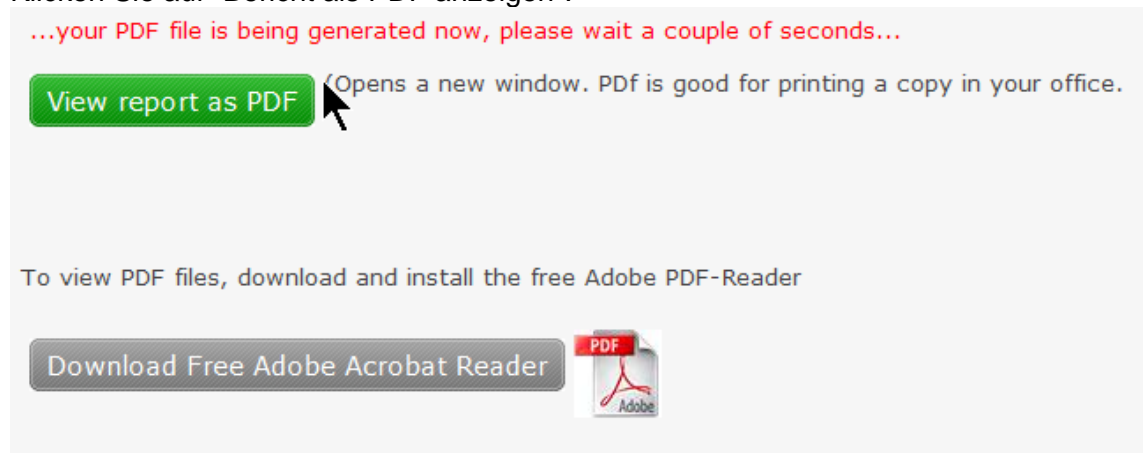 ...your PDF file is being generated now, please wait a couple of seconds...
View report as PDF
(Opens a new window. PDf is good for printing a copy in your office.
To view PDF files, download and install the free Adobe PDF-Reader
Download Free Adobe Acrobat Reader
PDF
Adobe